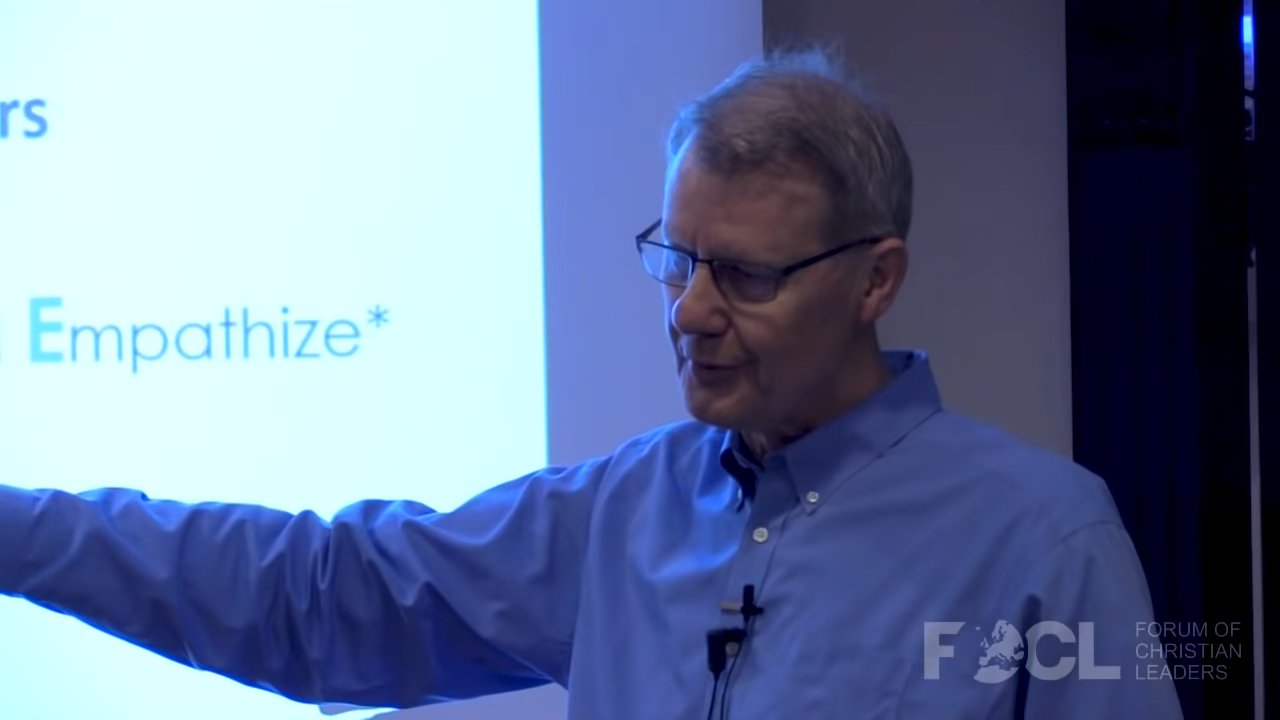 rs
Empathize*
FOCL
FORUM OF
CHRISTIAN
LEADERS